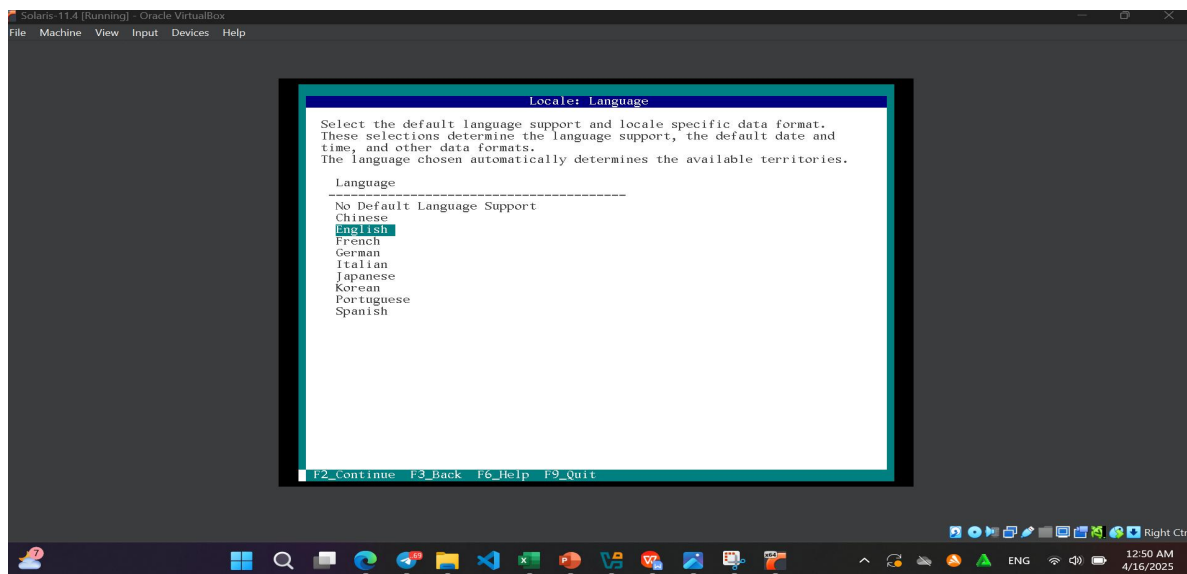 Solaris-11.4 [Running] - Oracle VirtualBox
File Machine View Input Devices Help
Locale: Language
Select the default language support and locale specific data format.
These selections determine the language support, the default date and
time, and other data formats.
The language chosen automatically determines the available territories.
Language
No Default Language Support
Chinese
English
French
German
Italian
Japanese
Korean
Portuguese
Spanish
F2_Continue F3_Back F6_Help F9_Quit
Right Ctr
ENG
12:50 AM
4/16/2025